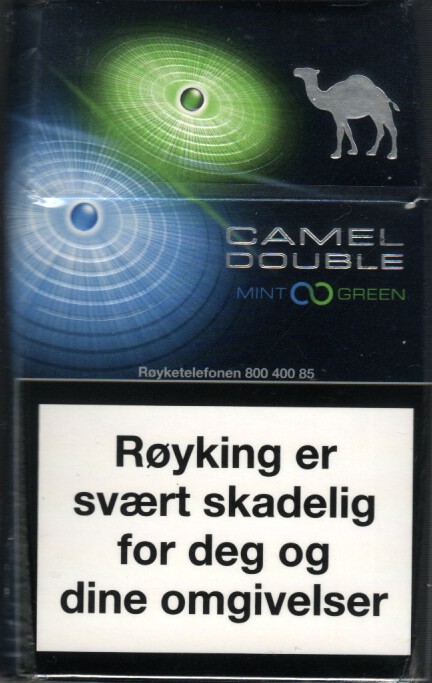 CAMEL
DOUBLE
MINT GREEN
Røyketelefonen 800 400 85
Røyking er
svært skadelig
for deg og
dine omgivelser